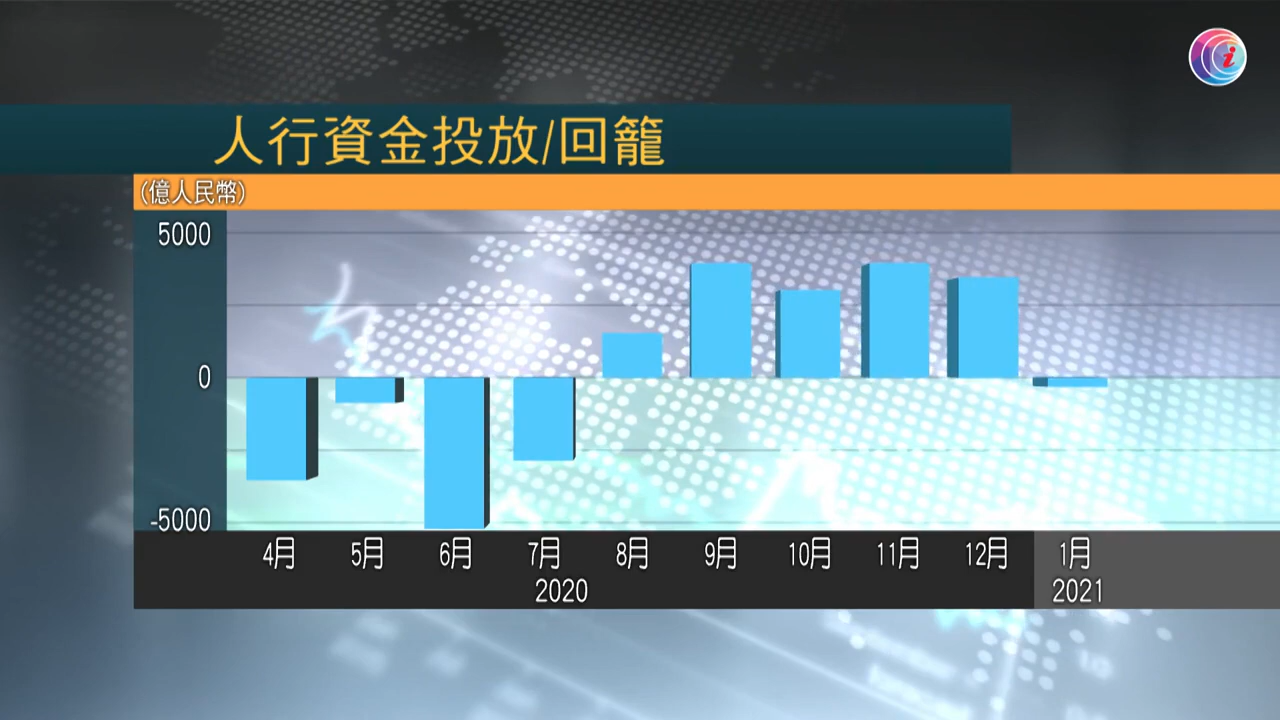 i
人行資金投放/回籠
(億人民幣)
5000
0
-5000
4月 5月 6月 7月 8月 9月 10月 11月 12月 1月
2020 2021